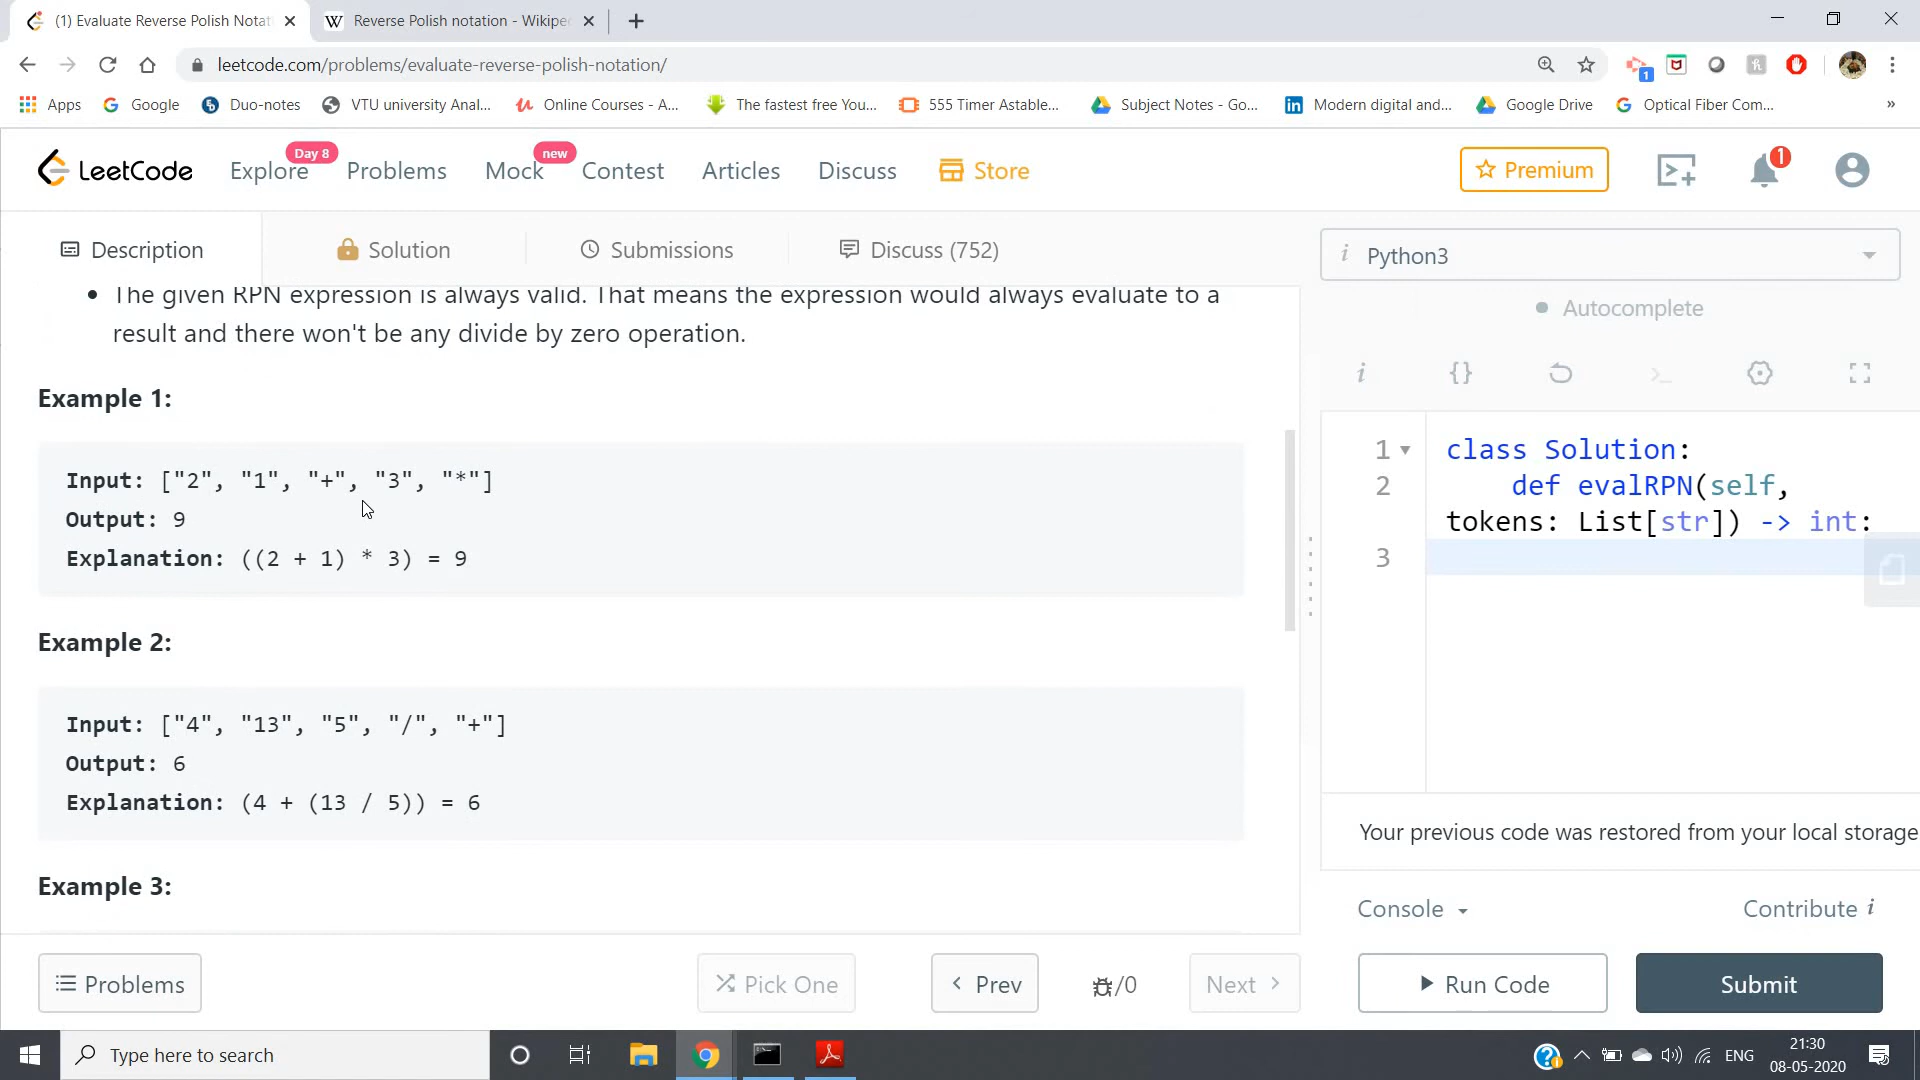 (1) Evaluate Reverse Polish Notat
W Reverse Polish notation - Wikiped
leetcode.com/problems/evaluate-reverse-polish-notation/
1
Apps Google Duo-notes VTU university Anal... Online Courses - A... The fastest free You... 555 Timer Astable... Subject Notes - Go... Modern digital and... Google Drive Optical Fiber Com... »
LeetCode Explore Day 8 Problems Mock new Contest Articles Discuss Store Premium 1
Description Solution Submissions Discuss (752)
• The given RPN expression is always valid. That means the expression would always evaluate to a
result and there won't be any divide by zero operation.
Example 1:
Input: ["2", "1", "+", "3", "*"]
Output: 9
Explanation: ((2 + 1) * 3) = 9
Example 2:
Input: ["4", "13", "5", "/", "+"]
Output: 6
Explanation: (4 + (13 / 5)) = 6
Example 3:
Problems Pick One Prev /0 Next
i Python3
Autocomplete
i {} >_
1 class Solution:
2 def evalRPN(self,
tokens: List[str]) -> int:
3
Your previous code was restored from your local storage
Console Contribute i
Run Code Submit
Type here to search
ENG 21:30
08-05-2020